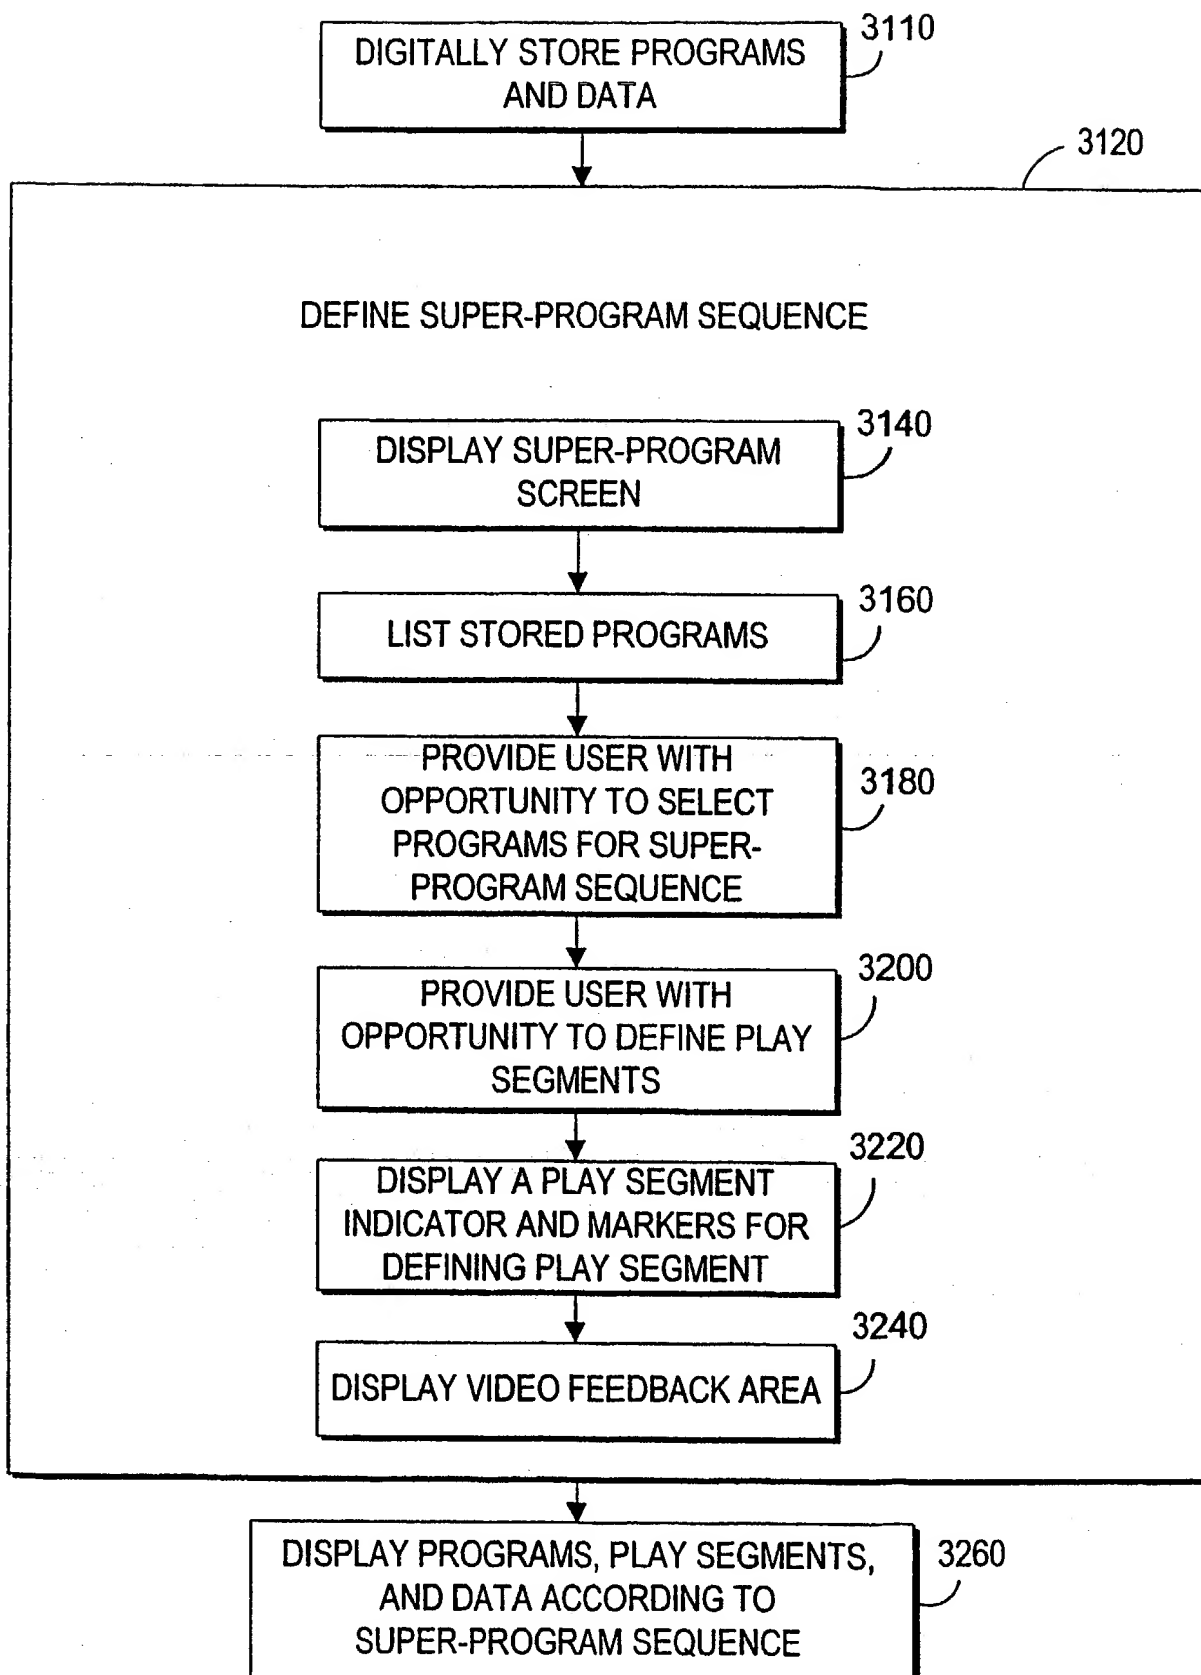 3110
DIGITALLY STORE PROGRAMS
AND DATA
3120
DEFINE SUPER-PROGRAM SEQUENCE
3140
DISPLAY SUPER-PROGRAM
SCREEN
3160
LIST STORED PROGRAMS
3180
PROVIDE USER WITH
OPPORTUNITY TO SELECT
PROGRAMS FOR SUPER-
PROGRAM SEQUENCE
3200
PROVIDE USER WITH
OPPORTUNITY TO DEFINE PLAY
SEGMENTS
3220
DISPLAY A PLAY SEGMENT
INDICATOR AND MARKERS FOR
DEFINING PLAY SEGMENT
3240
DISPLAY VIDEO FEEDBACK AREA
3260
DISPLAY PROGRAMS, PLAY SEGMENTS,
AND DATA ACCORDING TO
SUPER-PROGRAM SEQUENCE